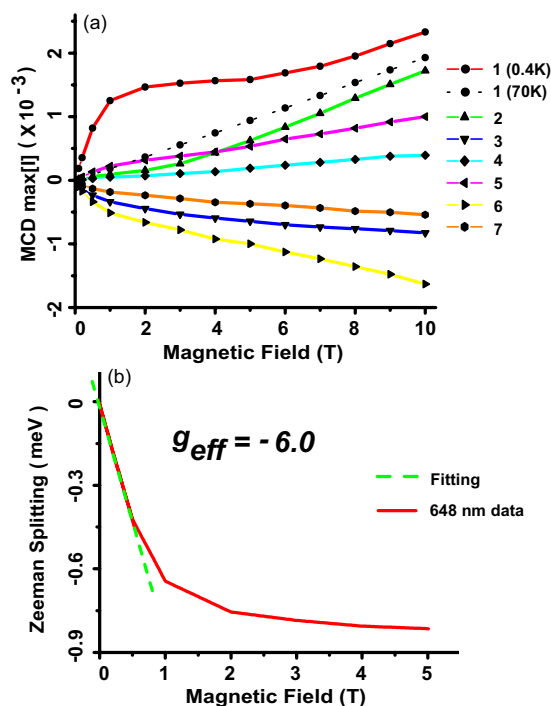 (a)
MCD max[I] ( X 10⁻³ )
2
1
0
-1
-2
0 2 4 6 8 10
Magnetic Field (T)
1 (0.4K)
1 (70K)
2
3
4
5
6
7
(b)
Zeeman Splitting ( meV )
0
-0.3
-0.6
-0.9
g_eff = - 6.0
Fitting
648 nm data
0 1 2 3 4 5
Magnetic Field (T)